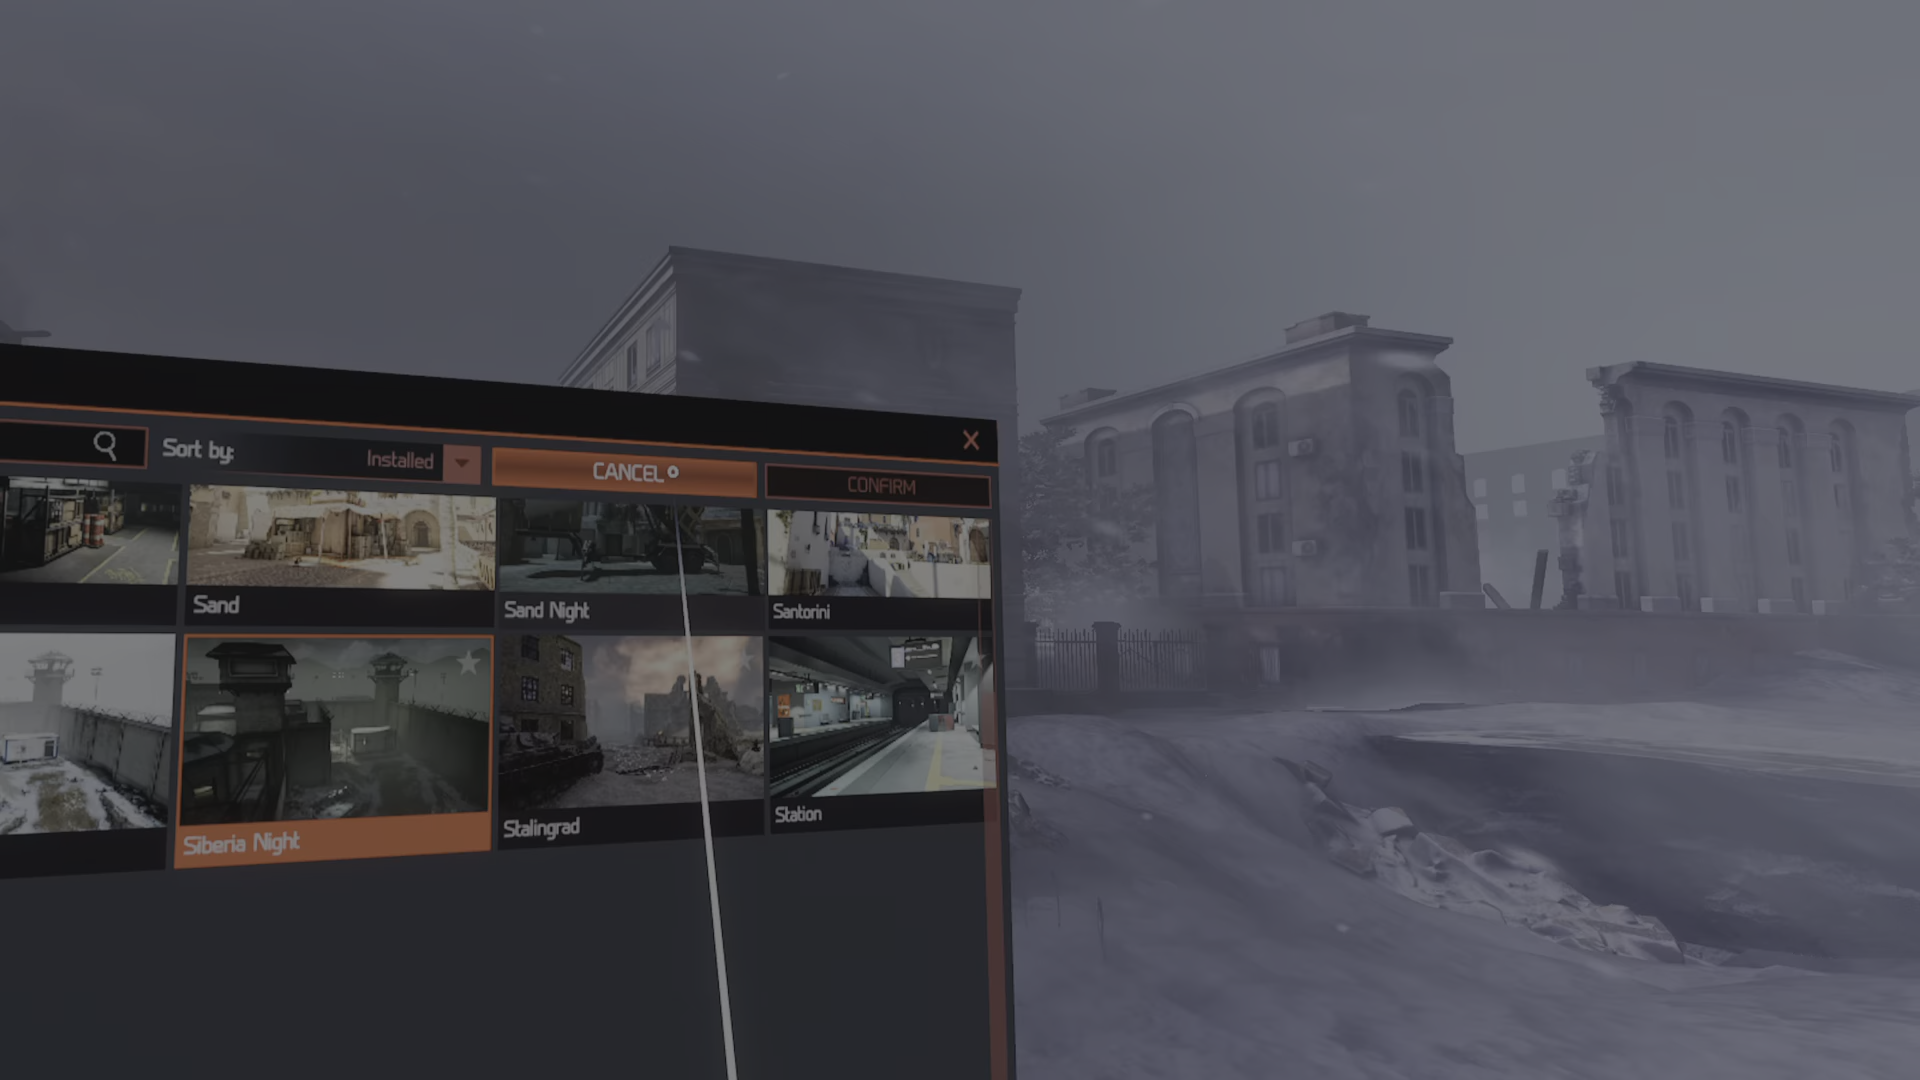 Sort by:
Installed
CANCEL
CONFIRM
Sand
Sand Night
Santorini
Siberia Night
Stalingrad
Station